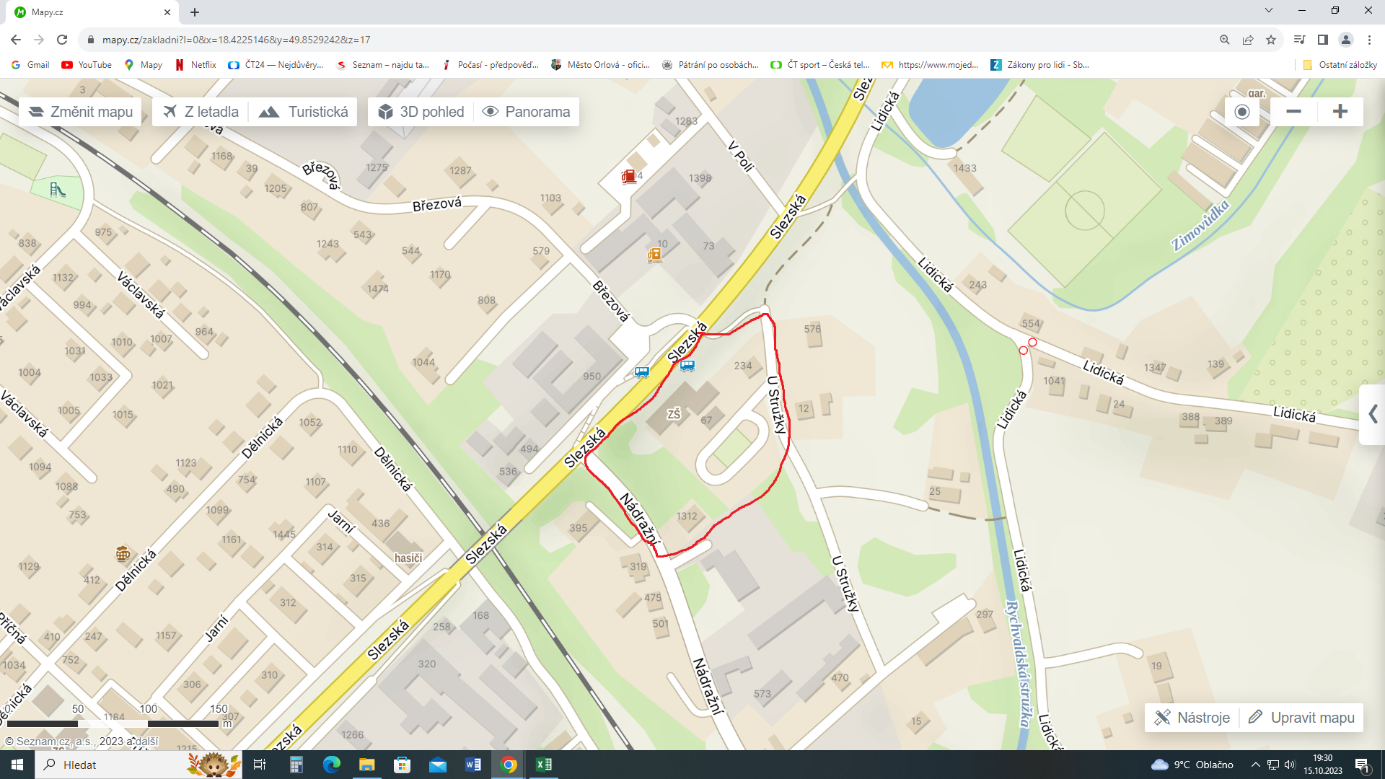 Mapy.cz
mapy.cz/zakladni?l=0&x=18.4225146&y=49.8529242&z=17
Gmail
YouTube
Mapy
Netflix
ČT24 — Nejdůvěry...
Seznam – najdu ta...
Počasí - předpověď...
Město Orlová - ofici...
Pátrání po osobách...
ČT sport – Česká tel...
https://www.mojed...
Zákony pro lidi - Sb...
Ostatní záložky
Změnit mapu
Z letadla
Turistická
3D pohled
Panorama
3
1168
39
1205
807
1275
1287
Březová
Březová
1103
1243
543
544
579
1474
1170
808
1283
1398
V Polí
10
73
Slezská
Lidická
gar.
1433
Zimovůdka
838
975
1132
994
Václavská
Václavská
964
1031
1010
1007
1004
1033
1021
1005
1015
Václavská
1044
Březová
950
Slezská
Lidická
243
554
1347
139
1041
24
Lidická
388
389
Lidická
576
234
U Stružky
12
ZŠ
67
1052
Dělnická
1110
Dělnická
494
536
Slezská
1094
1088
753
1123
490
754
1099
1107
1161
1445
Jarní
436
314
hasiči
315
Slezská
Nádražní
395
1312
319
475
501
25
U Stružky
Lidická
Lidická
Rychvaldská stružka
1129
412
Dělnická
312
Jarní
Příčná
410
247
1157
752
1034
306
310
Slezská
258
168
320
Nádražní
573
470
297
15
19
Lidická
Dělnická
1184
307
1215
1266
Slezská
0
50
100
150
m
© Seznam.cz, a.s., 2023 a další
Nástroje
Upravit mapu
Hledat
9°C Oblačno
19:30
15.10.2023
1